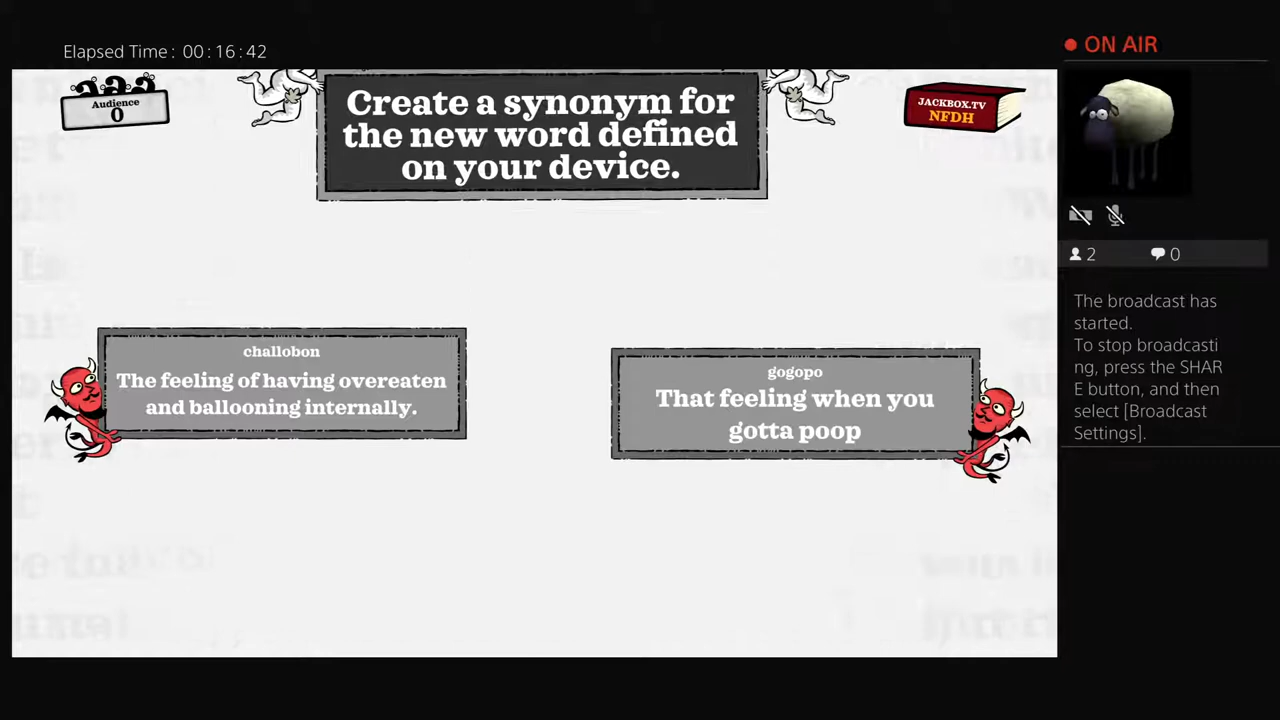 Elapsed Time: 00:16:42
ON AIR
Audience
0
Create a synonym for
the new word defined
on your device.
JACKBOX.TV
NFDH
2
0
challobon
The feeling of having overeaten
and ballooning internally.
gogopo
That feeling when you
gotta poop
The broadcast has
started.
To stop broadcasti
ng, press the SHAR
E button, and then
select [Broadcast
Settings].